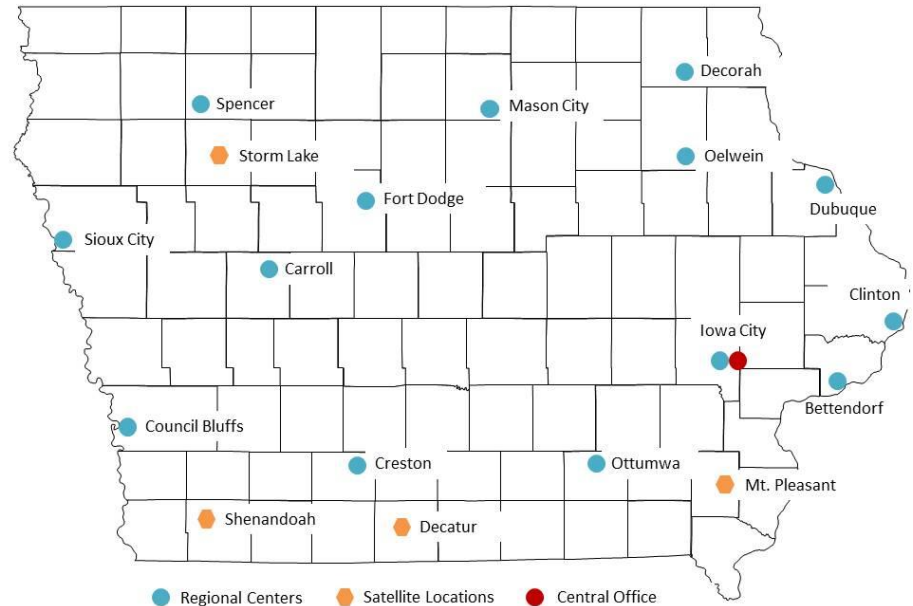 Decorah
Spencer
Mason City
Storm Lake
Oelwein
Fort Dodge
Dubuque
Sioux City
Carroll
Clinton
Iowa City
Bettendorf
Council Bluffs
Creston
Ottumwa
Mt. Pleasant
Shenandoah
Decatur
Regional Centers
Satellite Locations
Central Office